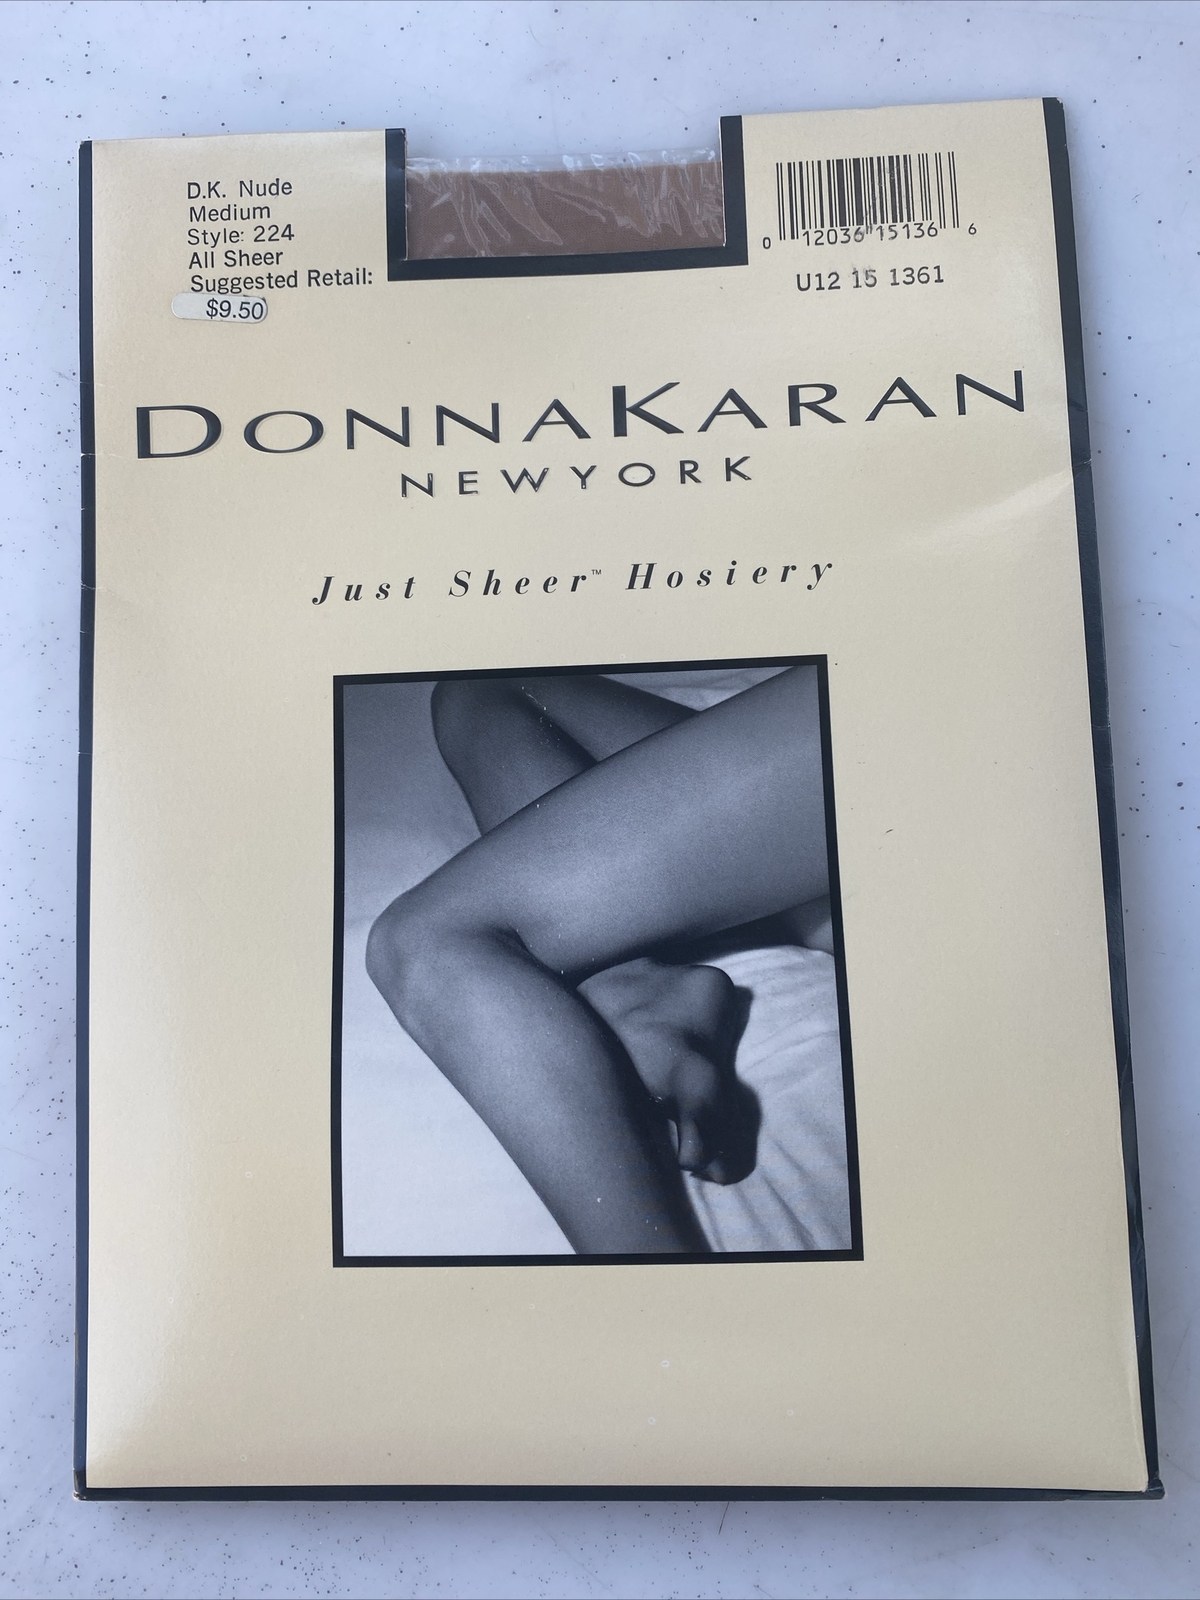 D.K. Nude
Medium
Style: 224
All Sheer
Suggested Retail:
$9.50
0 12036 15136 6
U12 15 1361
DONNAKARAN
NEWYORK
Just Sheer™ Hosiery